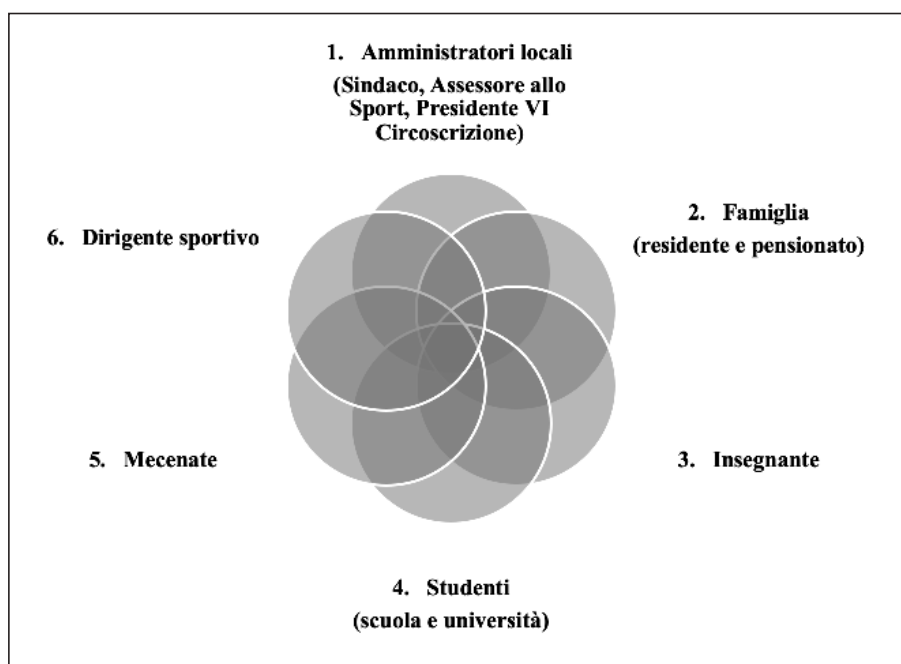 1. Amministratori locali
(Sindaco, Assessore allo
Sport, Presidente VI
Circoscrizione)
2. Famiglia
(residente e pensionato)
3. Insegnante
4. Studenti
(scuola e università)
5. Mecenate
6. Dirigente sportivo